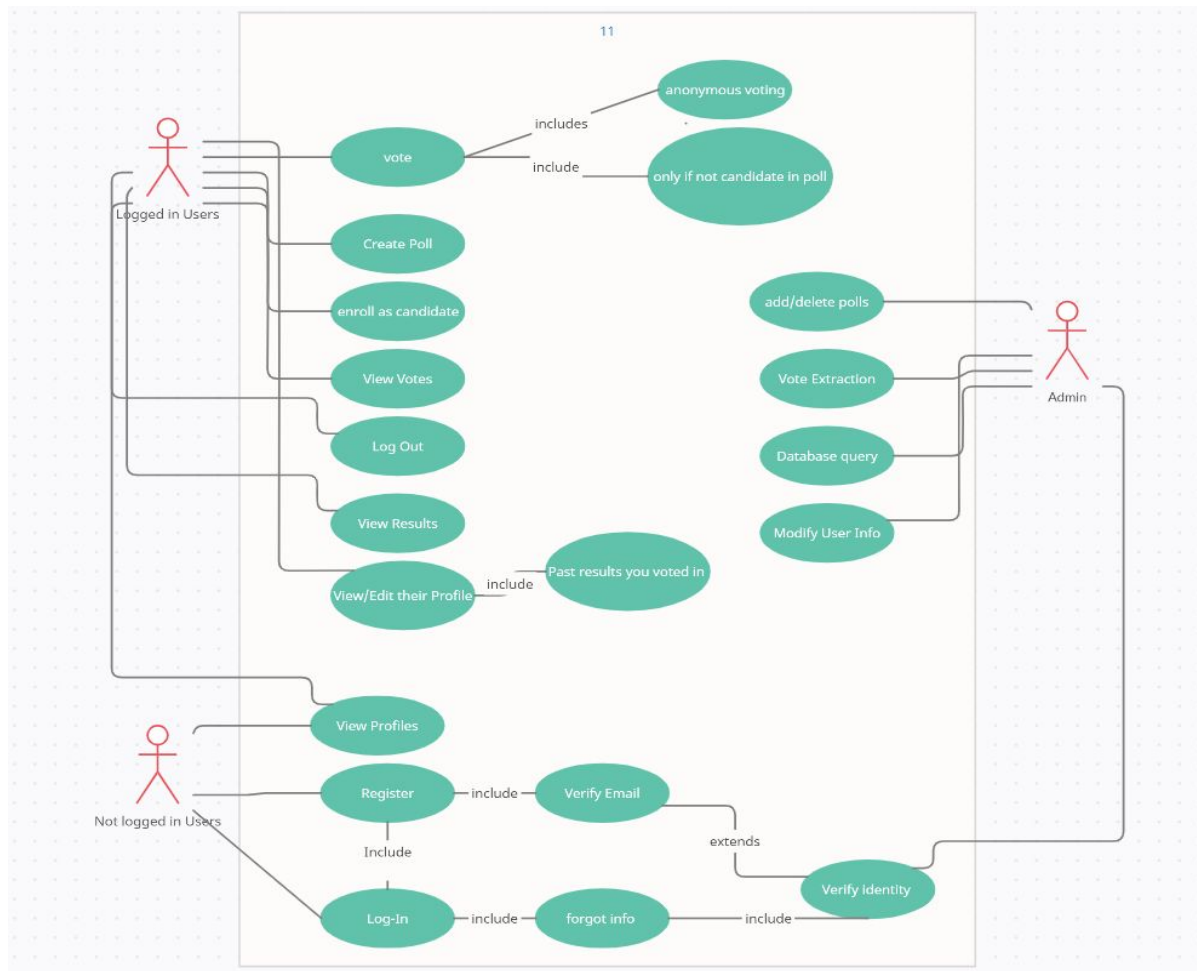 11
anonymous voting
includes
vote
include
only if not candidate in poll
Logged in Users
Create Poll
enroll as candidate
add/delete polls
View Votes
Vote Extraction
Admin
Log Out
Database query
View Results
Modify User Info
Past results you voted in
include
View/Edit their Profile
View Profiles
Not logged in Users
Register
include
Verify Email
extends
Include
Verify identity
Log-In
include
forgot info
include